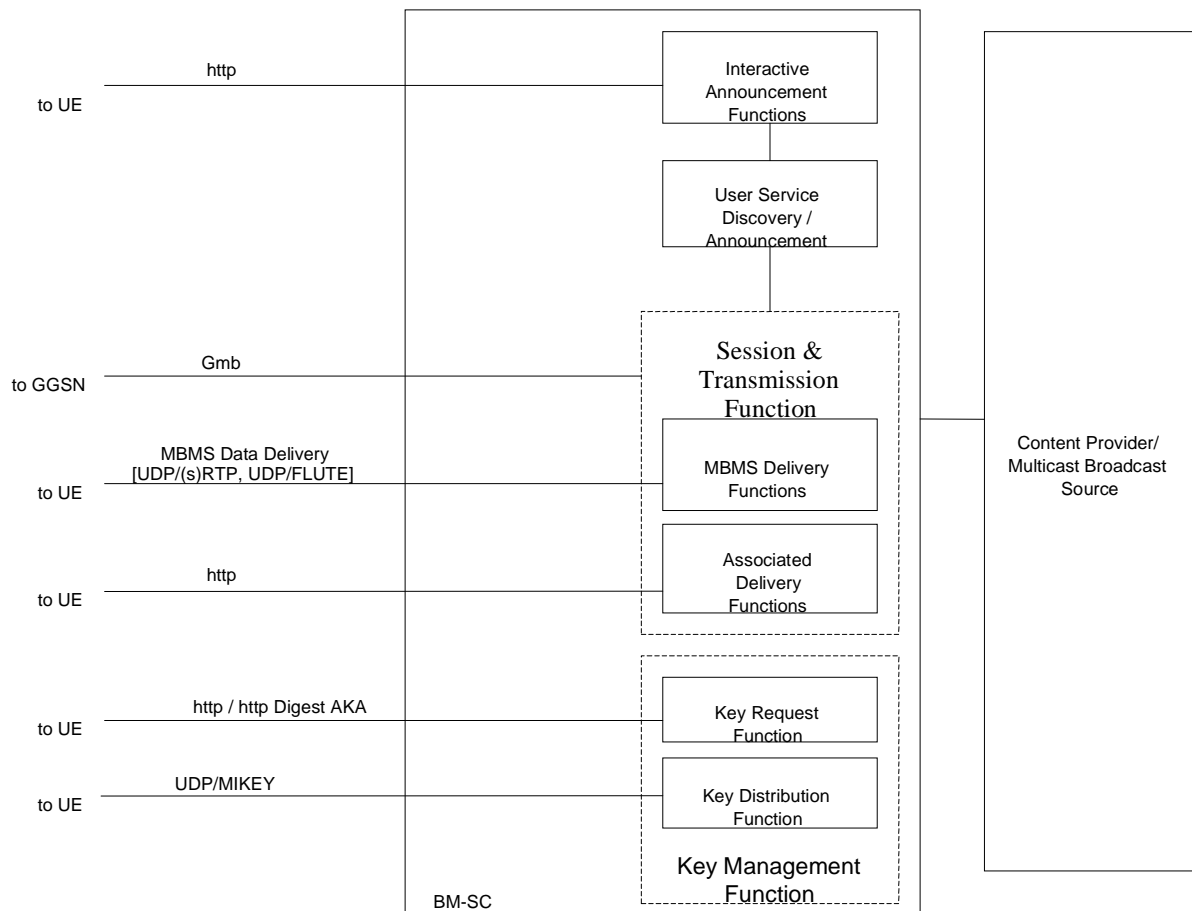 http
to UE
Interactive
Announcement
Functions
User Service
Discovery /
Announcement
Gmb
to GGSN
Session &
Transmission
Function
MBMS Data Delivery
[UDP/(s)RTP, UDP/FLUTE]
to UE
MBMS Delivery
Functions
http
to UE
Associated
Delivery
Functions
http / http Digest AKA
to UE
Key Request
Function
UDP/MIKEY
to UE
Key Distribution
Function
Key Management
Function
BM-SC
Content Provider/
Multicast Broadcast
Source